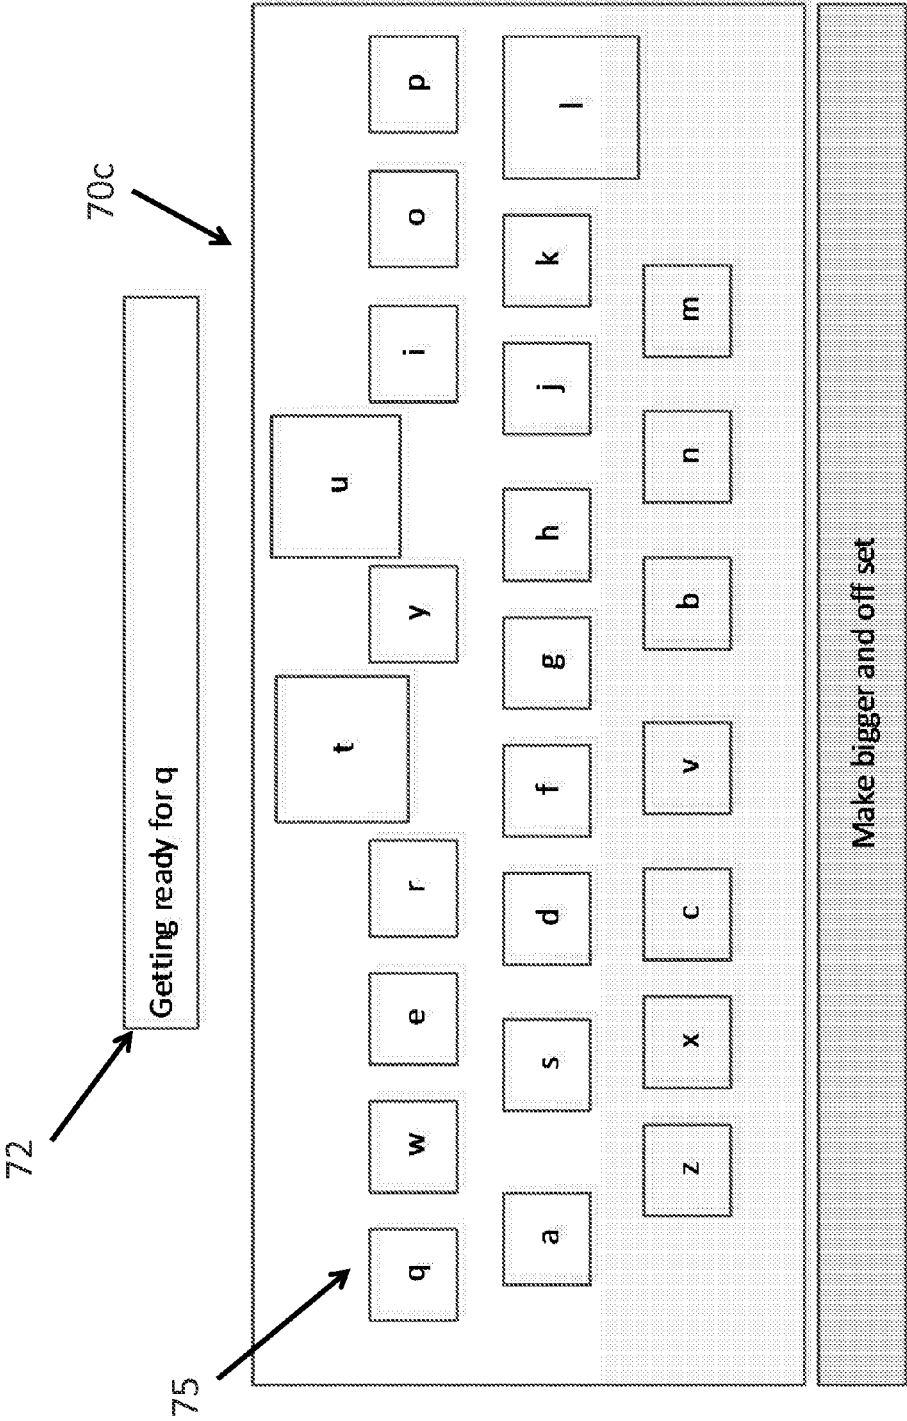 70c
72
Getting ready for q
75
t
u
q
w
e
r
y
i
o
p
a
s
d
f
g
h
j
k
l
z
x
c
v
b
n
m
Make bigger and off set